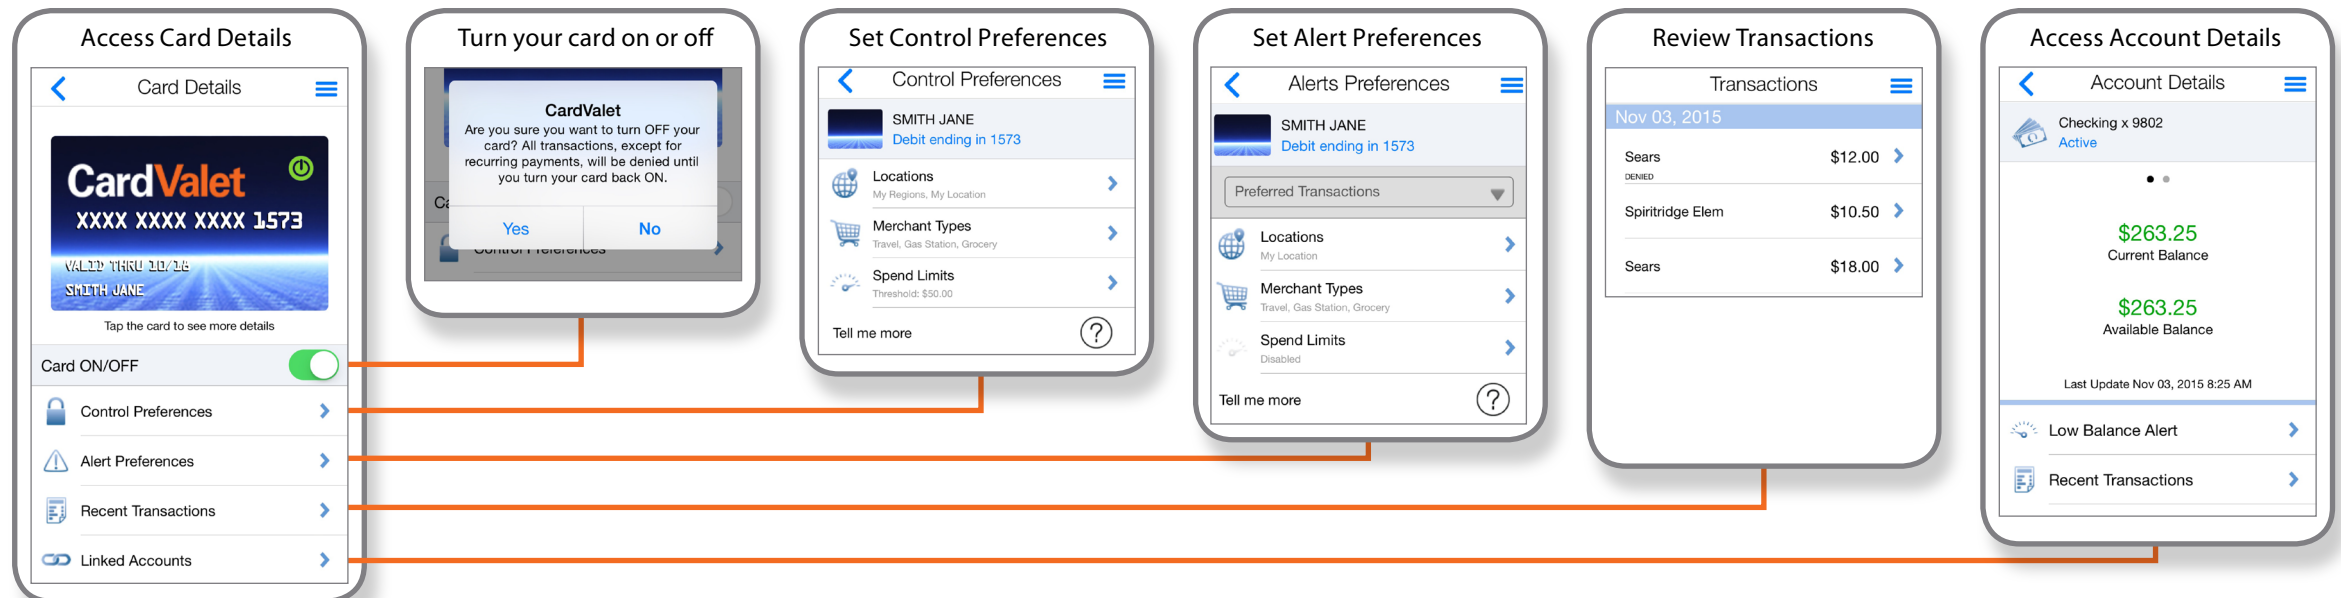 Access Card Details
Card Details
CardValet
XXXX XXXX XXXX 1573
VALID THRU 10/18
SMITH JANE
Tap the card to see more details
Card ON/OFF
Control Preferences
Alert Preferences
Recent Transactions
Linked Accounts
Turn your card on or off
CardValet
Are you sure you want to turn OFF your
card? All transactions, except for
recurring payments, will be denied until
you turn your card back ON.
Ca
Yes
No
Control Preferences
Set Control Preferences
Control Preferences
SMITH JANE
Debit ending in 1573
Locations
My Regions, My Location
Merchant Types
Travel, Gas Station, Grocery
Spend Limits
Threshold: $50.00
Tell me more
?
Set Alert Preferences
Alerts Preferences
SMITH JANE
Debit ending in 1573
Preferred Transactions
Locations
My Location
Merchant Types
Travel, Gas Station, Grocery
Spend Limits
Disabled
Tell me more
?
Review Transactions
Transactions
Nov 03, 2015
Sears $12.00
DENIED
Spiritridge Elem $10.50
Sears $18.00
Access Account Details
Account Details
Checking x 9802
Active
$263.25
Current Balance
$263.25
Available Balance
Last Update Nov 03, 2015 8:25 AM
Low Balance Alert
Recent Transactions